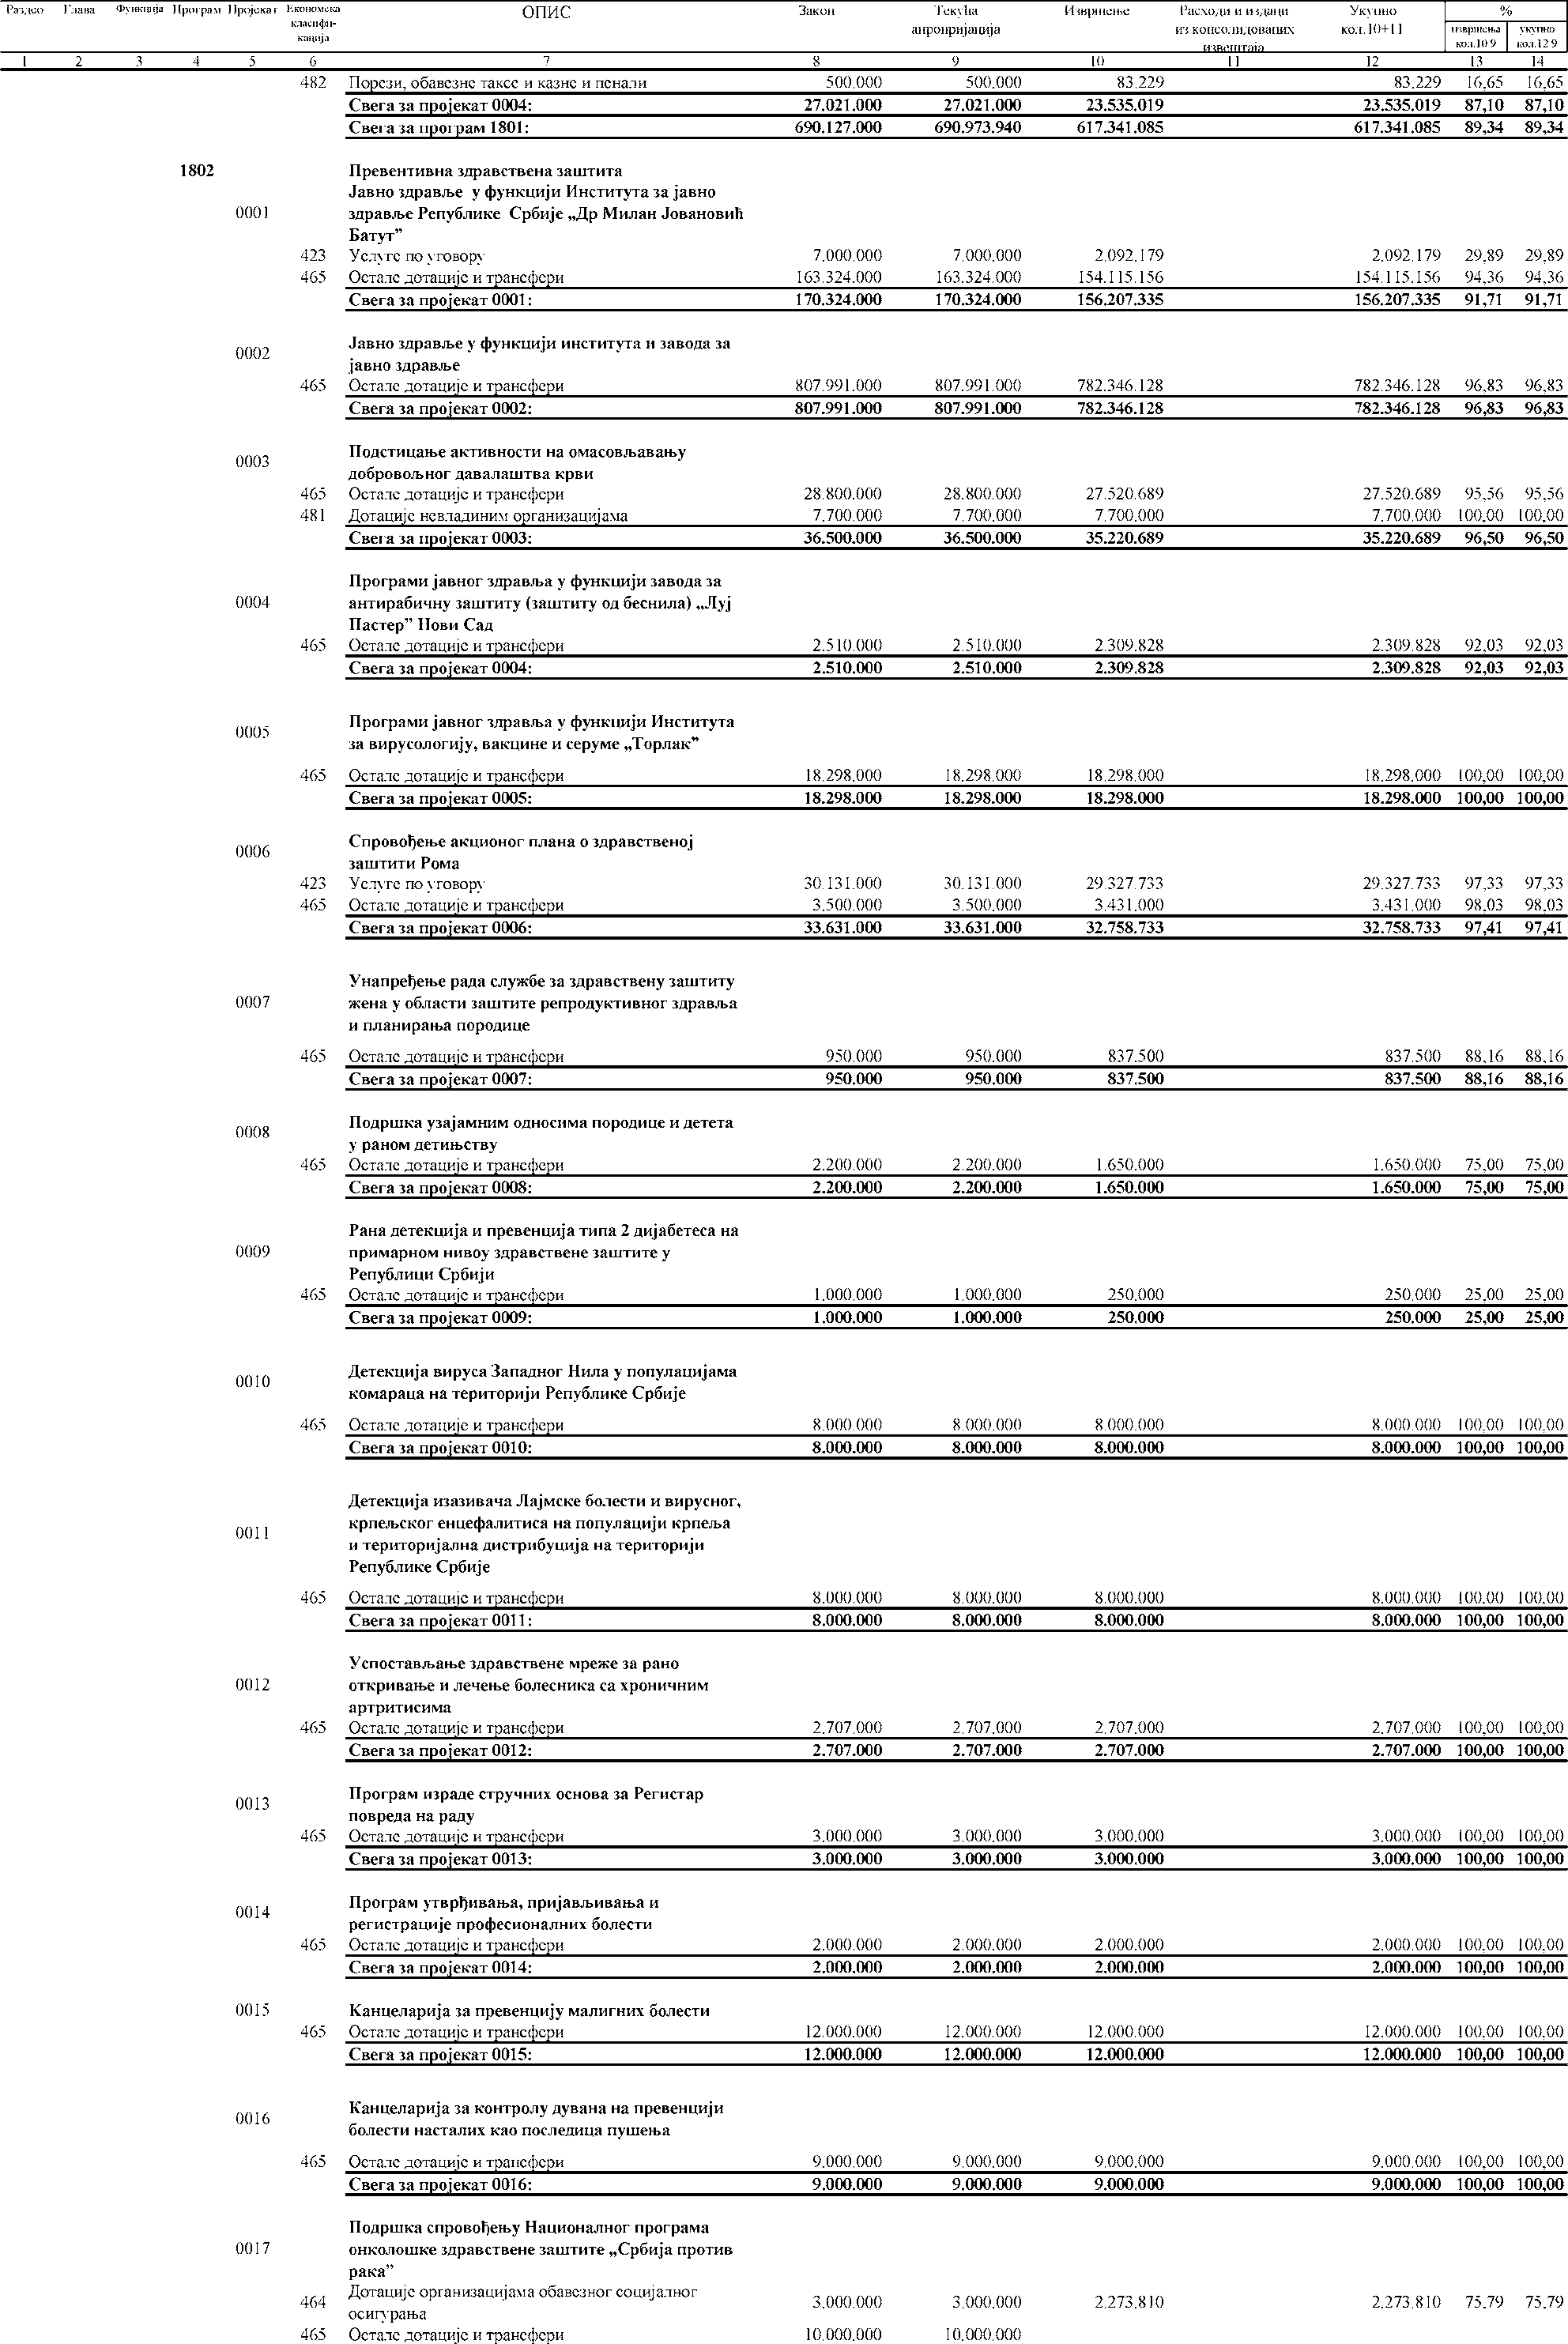 Раздео Глава Функција Програм Пројекат Економска класифи-кација ОПИС Закон Текућа апропријација Извршење Расходи и издаци из консолидованих извештаја Укупно кол.10+11 % извршења кол.10 9 укупно кол.12 9
1 2 3 4 5 6 7 8 9 10 11 12 13 14
482 Порези, обавезне таксе и казне и пенали 500.000 500.000 83.229 83.229 16,65 16,65
Свега за пројекат 0004: 27.021.000 27.021.000 23.535.019 23.535.019 87,10 87,10
Свега за програм 1801: 690.127.000 690.973.940 617.341.085 617.341.085 89,34 89,34
1802 Превентивна здравствена заштита
Јавно здравље у функцији Института за јавно
0001 здравље Републике Србије „Др Милан Јовановић
Батут”
423 Услуге по уговору 7.000.000 7.000.000 2.092.179 2.092.179 29,89 29,89
465 Остале дотације и трансфери 163.324.000 163.324.000 154.115.156 154.115.156 94,36 94,36
Свега за пројекат 0001: 170.324.000 170.324.000 156.207.335 156.207.335 91,71 91,71
0002 Јавно здравље у функцији института и завода за
јавно здравље
465 Остале дотације и трансфери 807.991.000 807.991.000 782.346.128 782.346.128 96,83 96,83
Свега за пројекат 0002: 807.991.000 807.991.000 782.346.128 782.346.128 96,83 96,83
0003 Подстицање активности на омасовљавању
добровољног давалаштва крви
465 Остале дотације и трансфери 28.800.000 28.800.000 27.520.689 27.520.689 95,56 95,56
481 Дотације невладиним организацијама 7.700.000 7.700.000 7.700.000 7.700.000 100,00 100,00
Свега за пројекат 0003: 36.500.000 36.500.000 35.220.689 35.220.689 96,50 96,50
Програми јавног здравља у функцији завода за
0004 антирабичну заштиту (заштиту од беснила) „Луј
Пастер” Нови Сад
465 Остале дотације и трансфери 2.510.000 2.510.000 2.309.828 2.309.828 92,03 92,03
Свега за пројекат 0004: 2.510.000 2.510.000 2.309.828 2.309.828 92,03 92,03
0005 Програми јавног здравља у функцији Института
за вирусологију, вакцине и серуме „Торлак”
465 Остале дотације и трансфери 18.298.000 18.298.000 18.298.000 18.298.000 100,00 100,00
Свега за пројекат 0005: 18.298.000 18.298.000 18.298.000 18.298.000 100,00 100,00
0006 Спровођење акционог плана о здравственој
заштити Рома
423 Услуге по уговору 30.131.000 30.131.000 29.327.733 29.327.733 97,33 97,33
465 Остале дотације и трансфери 3.500.000 3.500.000 3.431.000 3.431.000 98,03 98,03
Свега за пројекат 0006: 33.631.000 33.631.000 32.758.733 32.758.733 97,41 97,41
Унапређење рада службе за здравствену заштиту
0007 жена у области заштите репродуктивног здравља
и планирања породице
465 Остале дотације и трансфери 950.000 950.000 837.500 837.500 88,16 88,16
Свега за пројекат 0007: 950.000 950.000 837.500 837.500 88,16 88,16
0008 Подршка узајамним односима породице и детета
у раном детињству
465 Остале дотације и трансфери 2.200.000 2.200.000 1.650.000 1.650.000 75,00 75,00
Свега за пројекат 0008: 2.200.000 2.200.000 1.650.000 1.650.000 75,00 75,00
Рана детекција и превенција типа 2 дијабетеса на
0009 примарном нивоу здравствене заштите у
Републици Србији
465 Остале дотације и трансфери 1.000.000 1.000.000 250.000 250.000 25,00 25,00
Свега за пројекат 0009: 1.000.000 1.000.000 250.000 250.000 25,00 25,00
0010 Детекција вируса Западног Нила у популацијама
комараца на територији Републике Србије
465 Остале дотације и трансфери 8.000.000 8.000.000 8.000.000 8.000.000 100,00 100,00
Свега за пројекат 0010: 8.000.000 8.000.000 8.000.000 8.000.000 100,00 100,00
Детекција изазивача Лајмске болести и вирусног,
0011 крпељског енцефалитиса на популацији крпеља
и територијална дистрибуција на територији
Републике Србије
465 Остале дотације и трансфери 8.000.000 8.000.000 8.000.000 8.000.000 100,00 100,00
Свега за пројекат 0011: 8.000.000 8.000.000 8.000.000 8.000.000 100,00 100,00
Успостављање здравствене мреже за рано
0012 откривање и лечење болесника са хроничним
артритисима
465 Остале дотације и трансфери 2.707.000 2.707.000 2.707.000 2.707.000 100,00 100,00
Свега за пројекат 0012: 2.707.000 2.707.000 2.707.000 2.707.000 100,00 100,00
0013 Програм израде стручних основа за Регистар
повреда на раду
465 Остале дотације и трансфери 3.000.000 3.000.000 3.000.000 3.000.000 100,00 100,00
Свега за пројекат 0013: 3.000.000 3.000.000 3.000.000 3.000.000 100,00 100,00
0014 Програм утврђивања, пријављивања и
регистрације професионалних болести
465 Остале дотације и трансфери 2.000.000 2.000.000 2.000.000 2.000.000 100,00 100,00
Свега за пројекат 0014: 2.000.000 2.000.000 2.000.000 2.000.000 100,00 100,00
0015 Канцеларија за превенцију малигних болести
465 Остале дотације и трансфери 12.000.000 12.000.000 12.000.000 12.000.000 100,00 100,00
Свега за пројекат 0015: 12.000.000 12.000.000 12.000.000 12.000.000 100,00 100,00
0016 Канцеларија за контролу дувана на превенцији
болести насталих као последица пушења
465 Остале дотације и трансфери 9.000.000 9.000.000 9.000.000 9.000.000 100,00 100,00
Свега за пројекат 0016: 9.000.000 9.000.000 9.000.000 9.000.000 100,00 100,00
Подршка спровођењу Националног програма
0017 онколошке здравствене заштите „Србија против
рака”
464 Дотације организацијама обавезног социјалног
осигурања 3.000.000 3.000.000 2.273.810 2.273.810 75,79 75,79
465 Остале дотације и трансфери 10.000.000 10.000.000